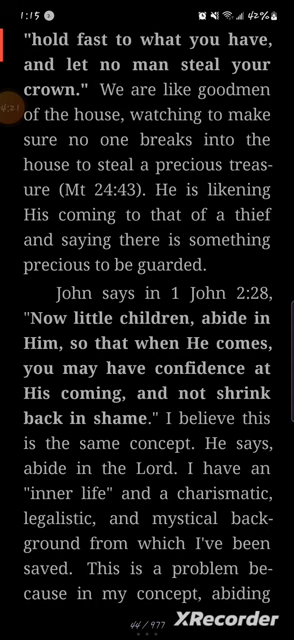 1:15
42%
4:21
"hold fast to what you have,
and let no man steal your
crown." We are like goodmen
of the house, watching to make
sure no one breaks into the
house to steal a precious treas-
ure (Mt 24:43). He is likening
His coming to that of a thief
and saying there is something
precious to be guarded.
John says in 1 John 2:28,
"Now little children, abide in
Him, so that when He comes,
you may have confidence at
His coming, and not shrink
back in shame." I believe this
is the same concept. He says,
abide in the Lord. I have an
"inner life" and a charismatic,
legalistic, and mystical back-
ground from which I've been
saved. This is a problem be-
cause in my concept, abiding
44/977
XRecorder